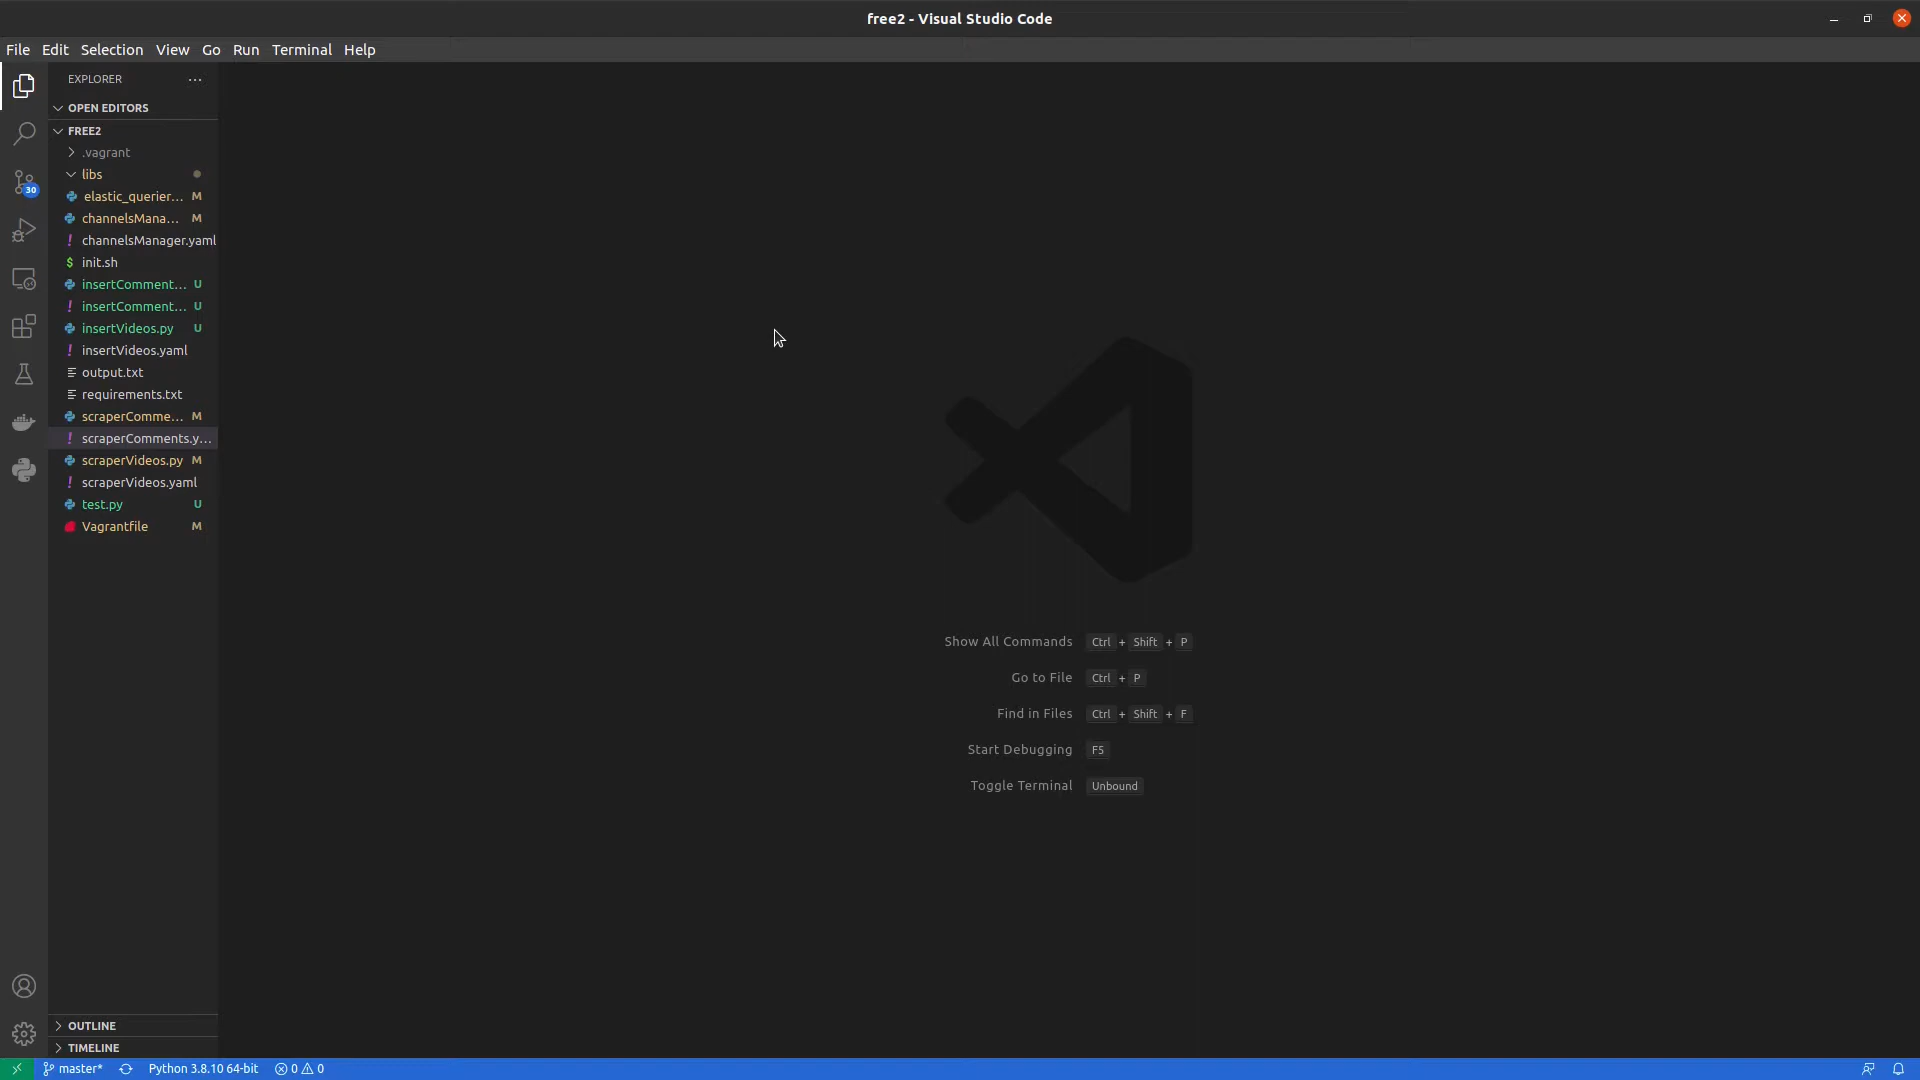 free2 - Visual Studio Code
File Edit Selection View Go Run Terminal Help
EXPLORER
OPEN EDITORS
FREE2
.vagrant
libs
elastic_querier... M
channelsMana... M
! channelsManager.yaml
$ init.sh
insertComment... U
! insertComment... U
insertVideos.py U
! insertVideos.yaml
output.txt
requirements.txt
scraperComme... M
! scraperComments.y...
scraperVideos.py M
! scraperVideos.yaml
test.py U
Vagrantfile M
30
Show All Commands Ctrl + Shift + P
Go to File Ctrl + P
Find in Files Ctrl + Shift + F
Start Debugging F5
Toggle Terminal Unbound
OUTLINE
TIMELINE
master* Python 3.8.10 64-bit 0 0